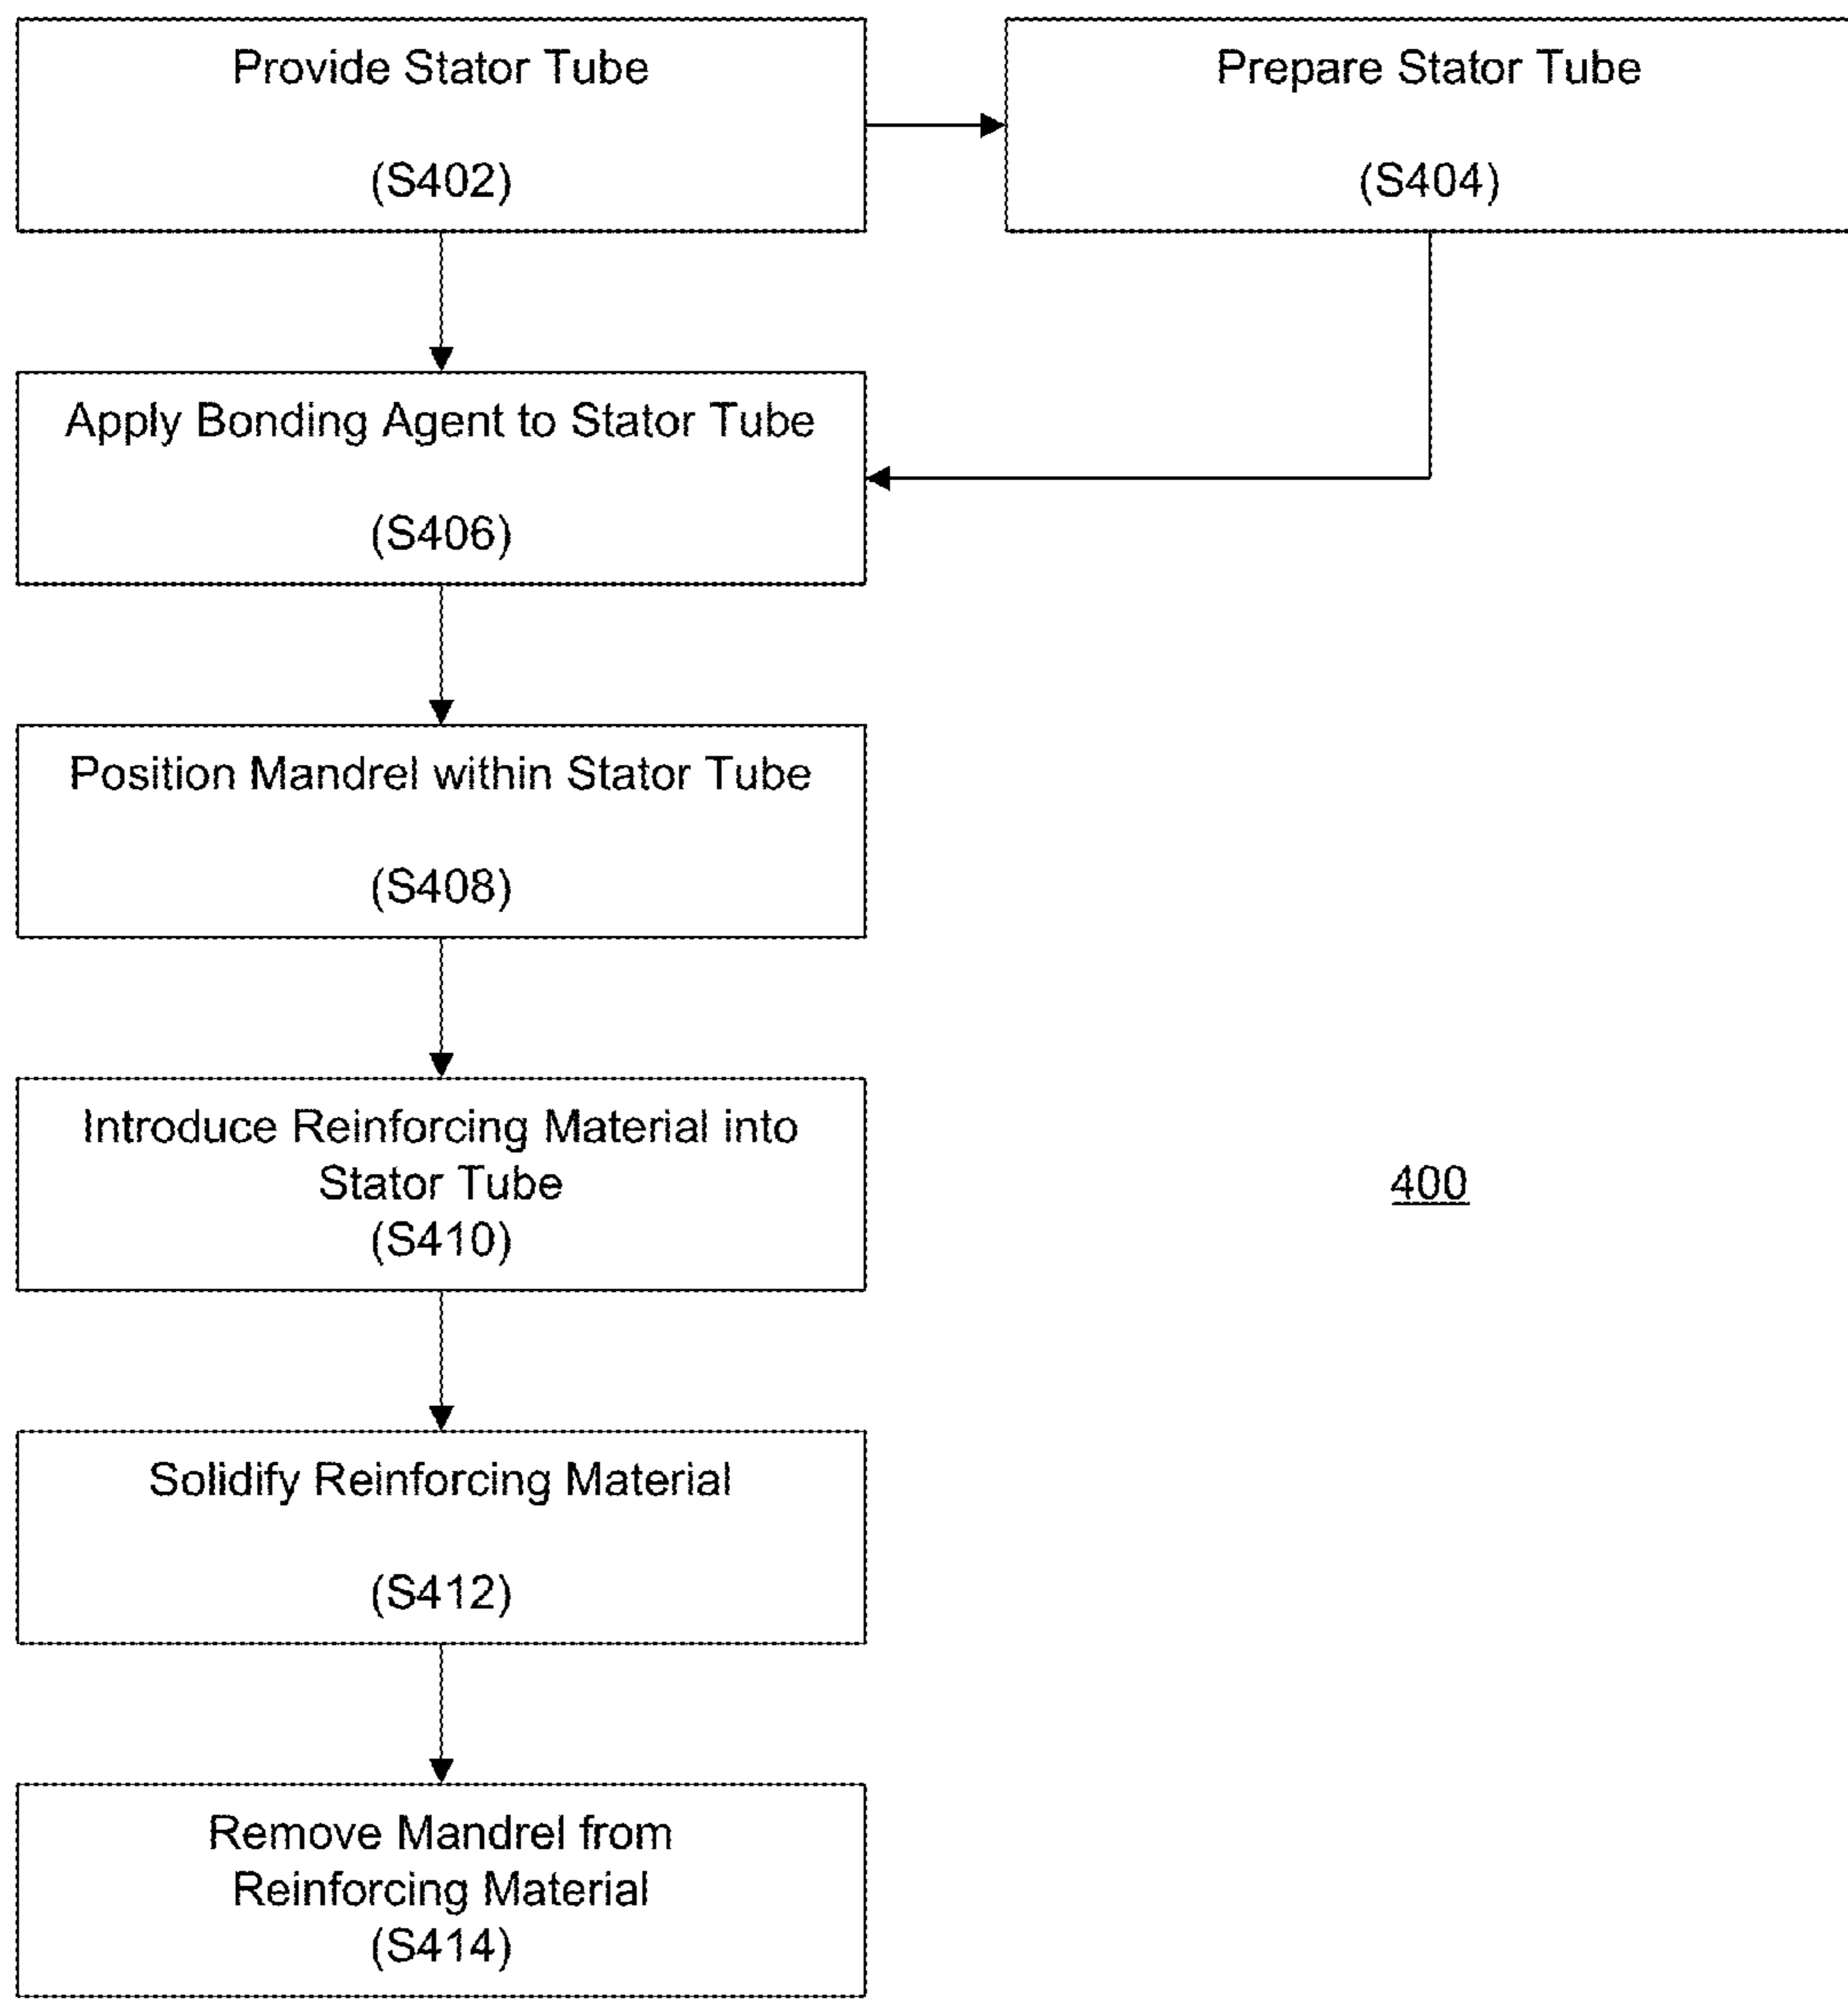 Provide Stator Tube
(S402)
Prepare Stator Tube
(S404)
Apply Bonding Agent to Stator Tube
(S406)
Position Mandrel within Stator Tube
(S408)
Introduce Reinforcing Material into
Stator Tube
(S410)
400
Solidify Reinforcing Material
(S412)
Remove Mandrel from
Reinforcing Material
(S414)